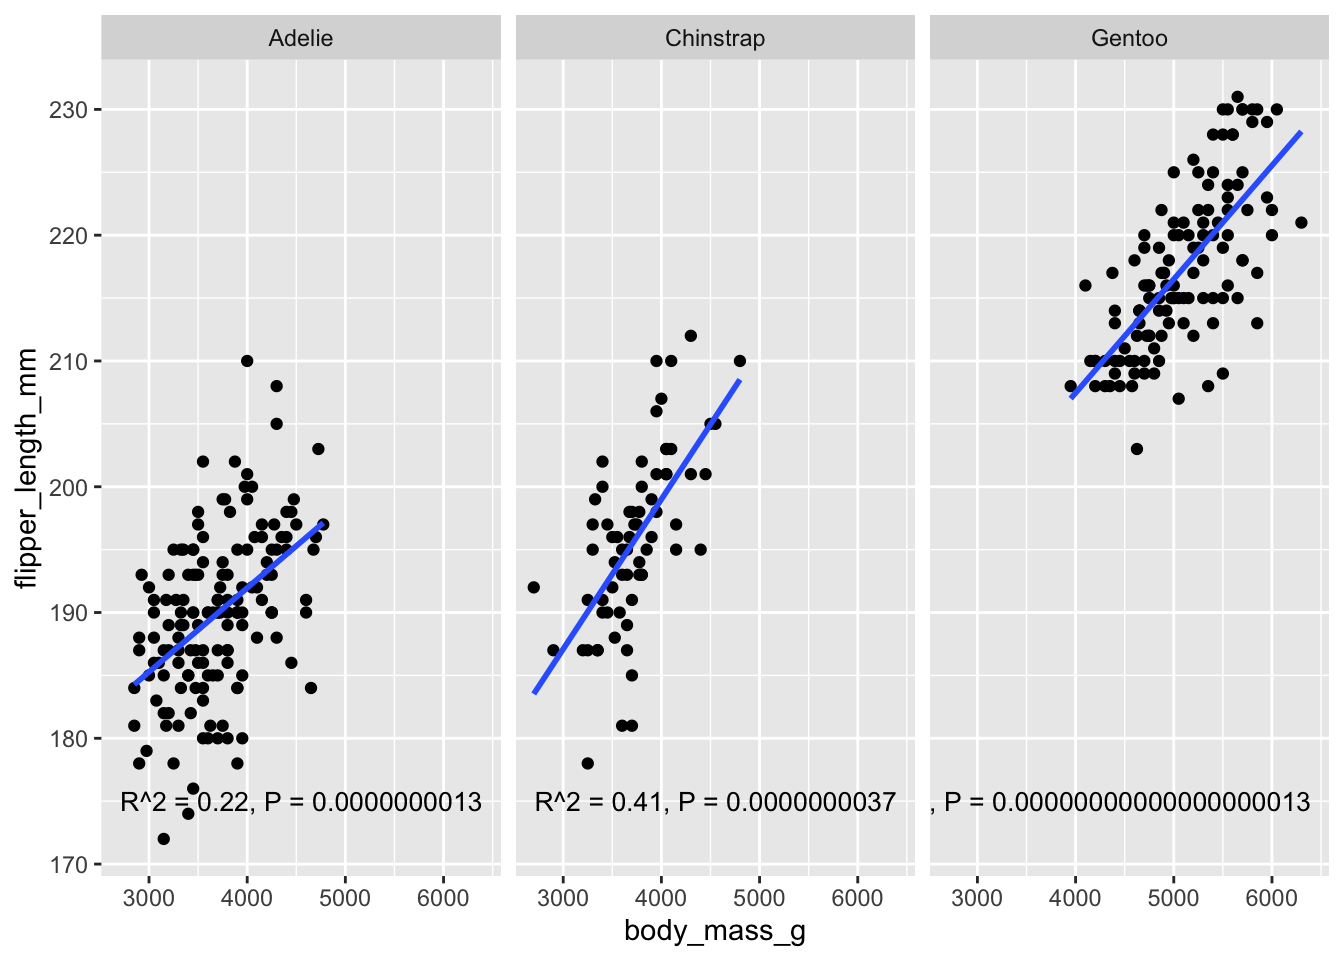 Adelie Chinstrap Gentoo
230
220
210
200
190
180
170
flipper_length_mm
R^2 = 0.22, P = 0.0000000013 R^2 = 0.41, P = 0.0000000037 , P = 0.00000000000000000000013
3000 4000 5000 6000 3000 4000 5000 6000 3000 4000 5000 6000
body_mass_g